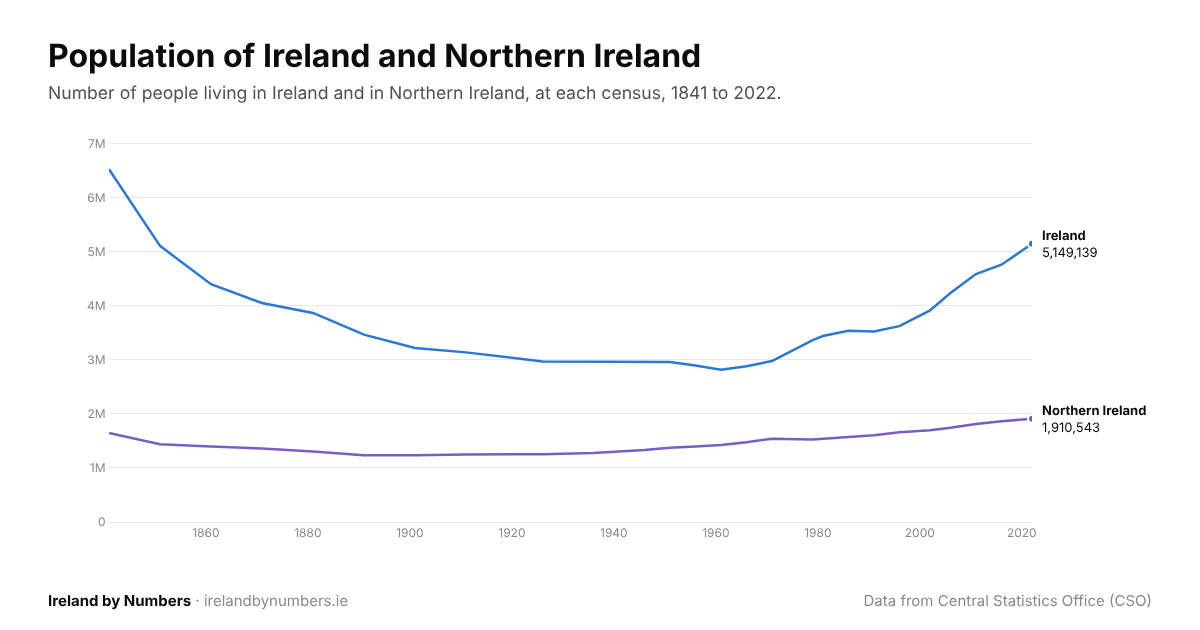 Population of Ireland and Northern Ireland
Number of people living in Ireland and in Northern Ireland, at each census, 1841 to 2022.
7M
6M
5M
4M
3M
2M
1M
0
Ireland
5,149,139
Northern Ireland
1,910,543
1860 1880 1900 1920 1940 1960 1980 2000 2020
Ireland by Numbers · irelandbynumbers.ie
Data from Central Statistics Office (CSO)